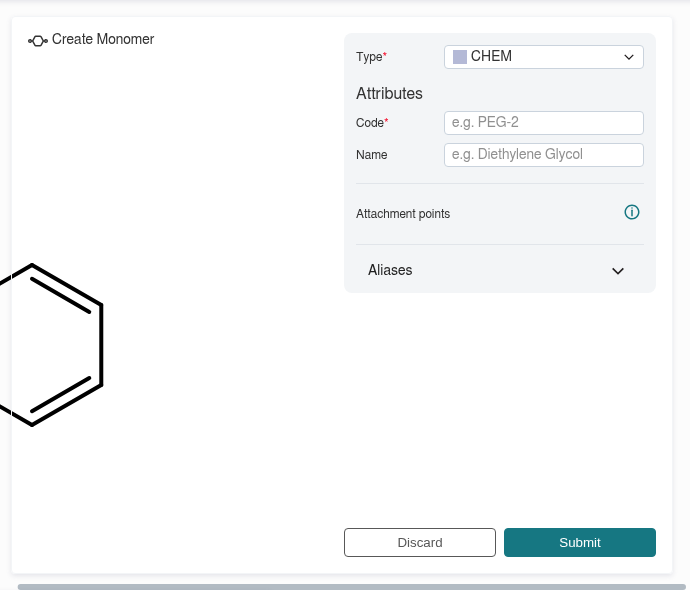 Create Monomer
Type*
CHEM
Attributes
Code*
e.g. PEG-2
Name
e.g. Diethylene Glycol
Attachment points
Aliases
Discard
Submit